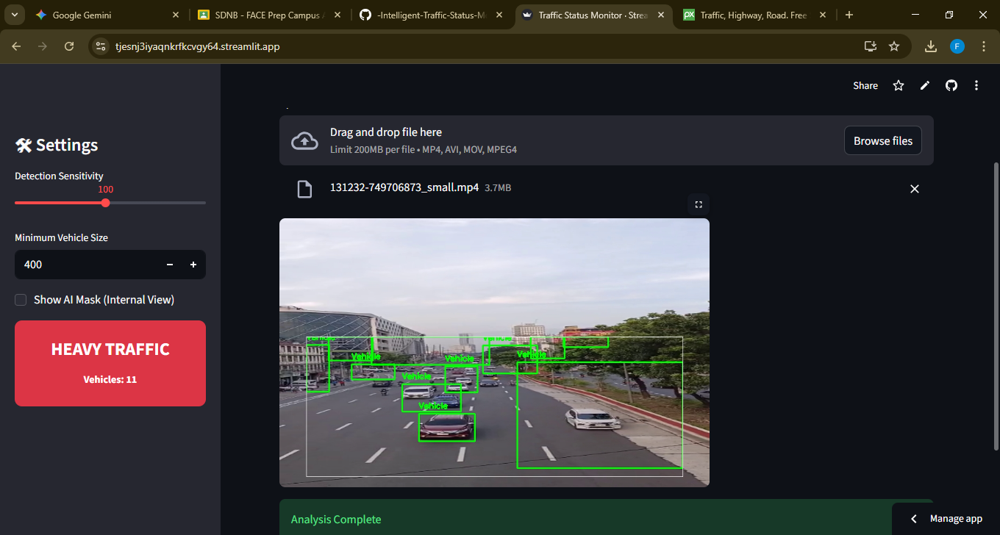 Google Gemini
SDNB - FACE Prep Campus
-Intelligent-Traffic-Status-M
Traffic Status Monitor · Strea
Traffic, Highway, Road. Free
tjesnj3iyaqnkrfkcvgy64.streamlit.app
F
Share
Settings
Detection Sensitivity
100
Minimum Vehicle Size
400
Show AI Mask (Internal View)
HEAVY TRAFFIC
Vehicles: 11
Drag and drop file here
Limit 200MB per file • MP4, AVI, MOV, MPEG4
Browse files
131232-749706873_small.mp4 3.7MB
Vehicle
Vehicle
Vehicle
Vehicle
Vehicle
Vehicle
Vehicle
Analysis Complete
Manage app